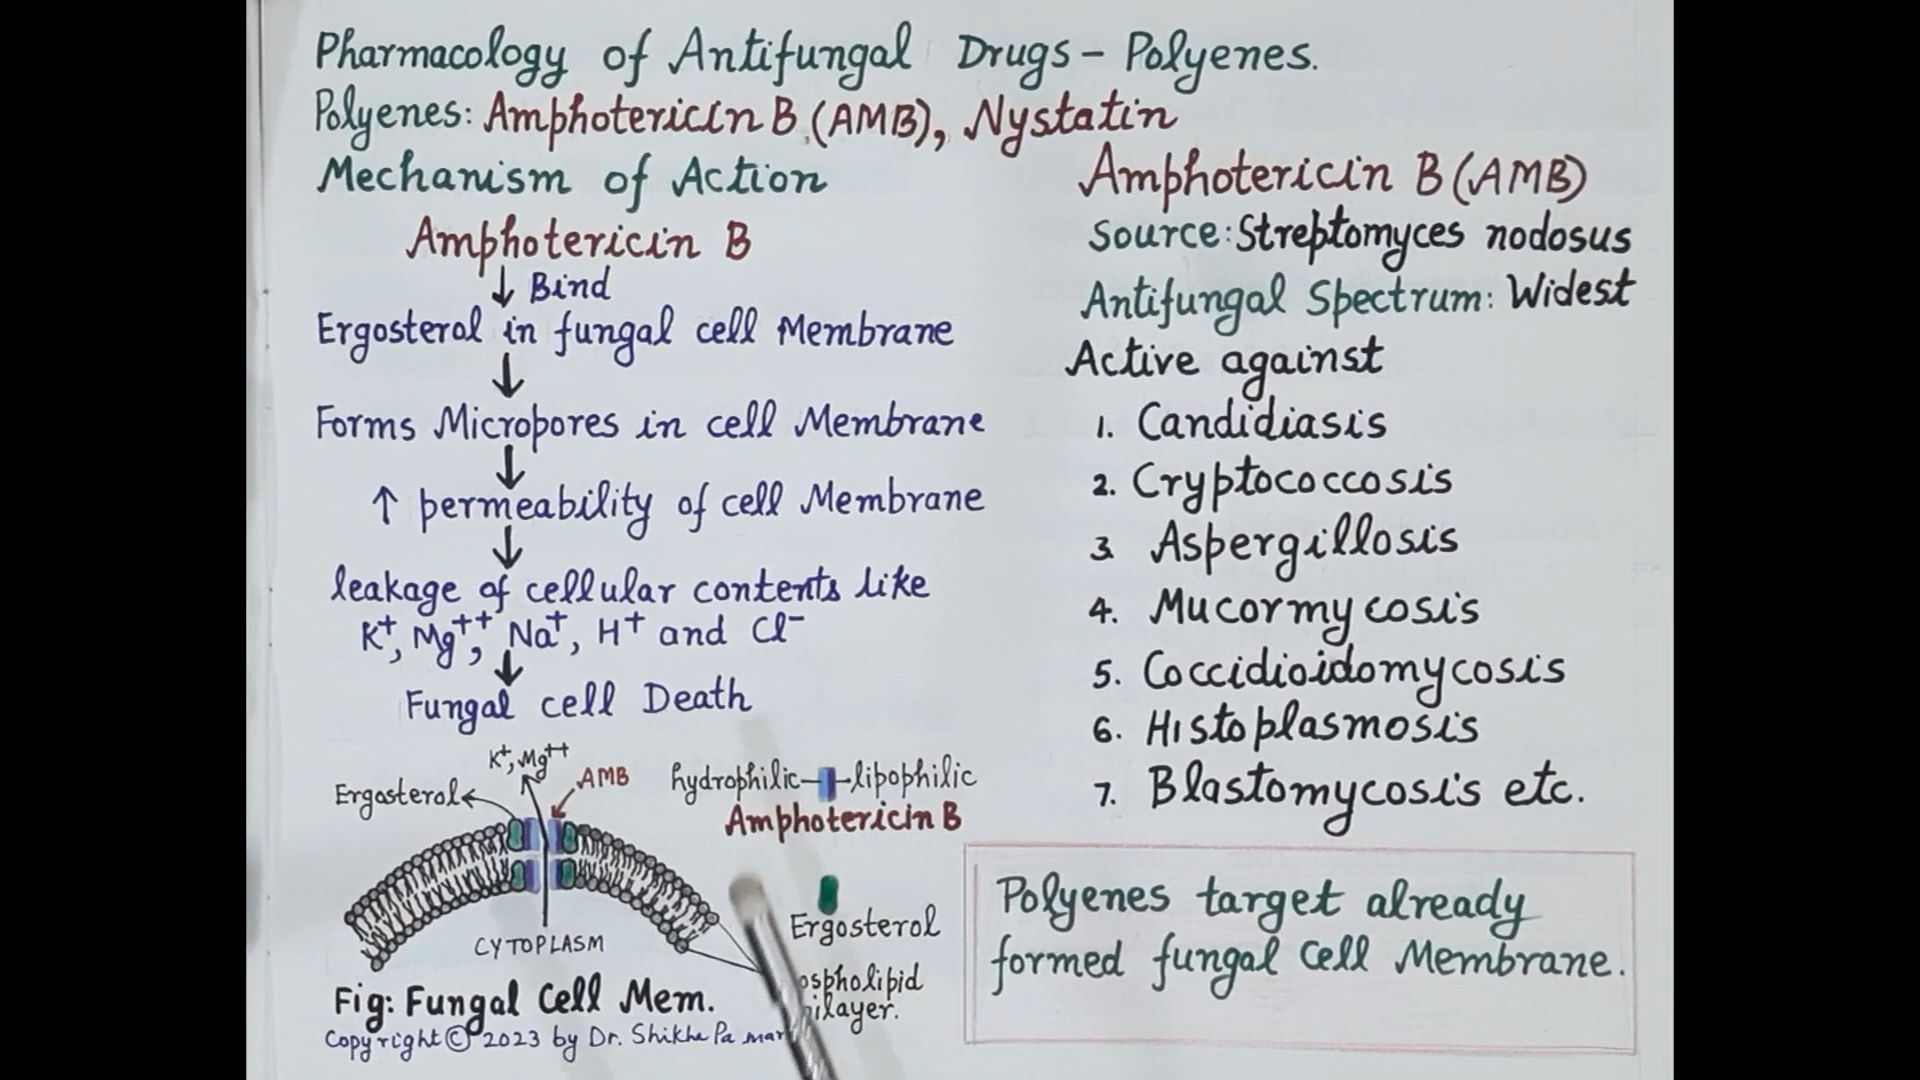 Pharmacology of Antifungal Drugs - Polyenes.
Polyenes: Amphotericin B (AMB), Nystatin
Mechanism of Action
Amphotericin B
↓ Bind
Ergosterol in fungal cell Membrane
↓
Forms Micropores in cell Membrane
↓
↑ permeability of cell Membrane
↓
leakage of cellular contents like
K⁺, Mg⁺⁺, Na⁺, H⁺ and Cl⁻
↓
Fungal cell Death
K⁺, Mg⁺⁺
AMB
Ergosterol
hydrophilic lipophilic
Amphotericin B
Ergosterol
CYTOPLASM
Fig: Fungal Cell Mem.
Copyright © 2023 by Dr. Shikha
Amphotericin B (AMB)
Source: Streptomyces nodosus
Antifungal Spectrum: Widest
Active against
1. Candidiasis
2. Cryptococcosis
3. Aspergillosis
4. Mucormycosis
5. Coccidioidomycosis
6. Histoplasmosis
7. Blastomycosis etc.
Polyenes target already
formed fungal Cell Membrane.